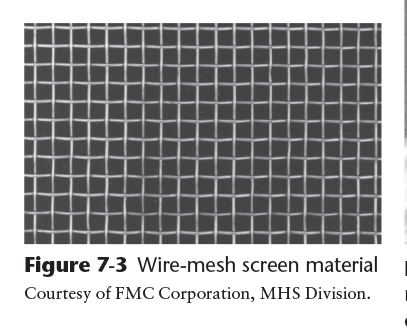 Figure 7-3 Wire-mesh screen material
Courtesy of FMC Corporation, MHS Division.